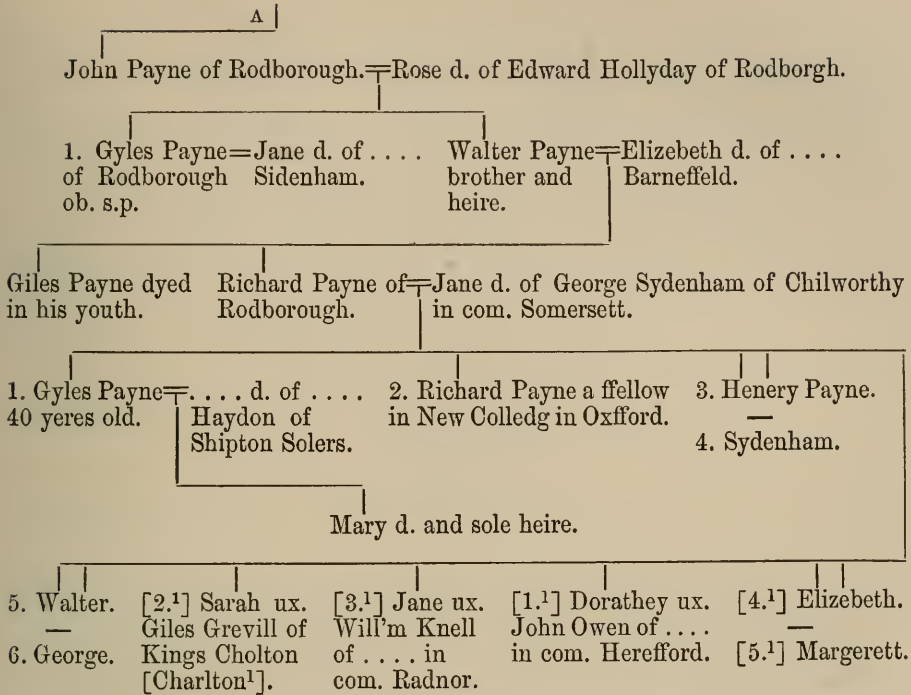 A
John Payne of Rodborough.=Rose d. of Edward Hollyday of Rodborgh.
1. Gyles Payne=Jane d. of . . . .
of Rodborough Sidenham.
ob. s.p.
Walter Payne=Elizebeth d. of . . . .
brother and Barneffeld.
heire.
Giles Payne dyed
in his youth.
Richard Payne of=Jane d. of George Sydenham of Chilworthy
Rodborough. in com. Somersett.
1. Gyles Payne=. . . . d. of . . . .
40 yeres old. Haydon of
Shipton Solers.
2. Richard Payne a ffellow
in New Colledg in Oxfford.
3. Henery Payne.
—
4. Sydenham.
Mary d. and sole heire.
5. Walter.
—
6. George.
[2.¹] Sarah ux.
Giles Grevill of
Kings Cholton
[Charlton¹].
[3.¹] Jane ux.
Will'm Knell
of . . . . in
com. Radnor.
[1.¹] Dorathey ux.
John Owen of . . . .
in com. Herefford.
[4.¹] Elizebeth.
—
[5.¹] Margerett.